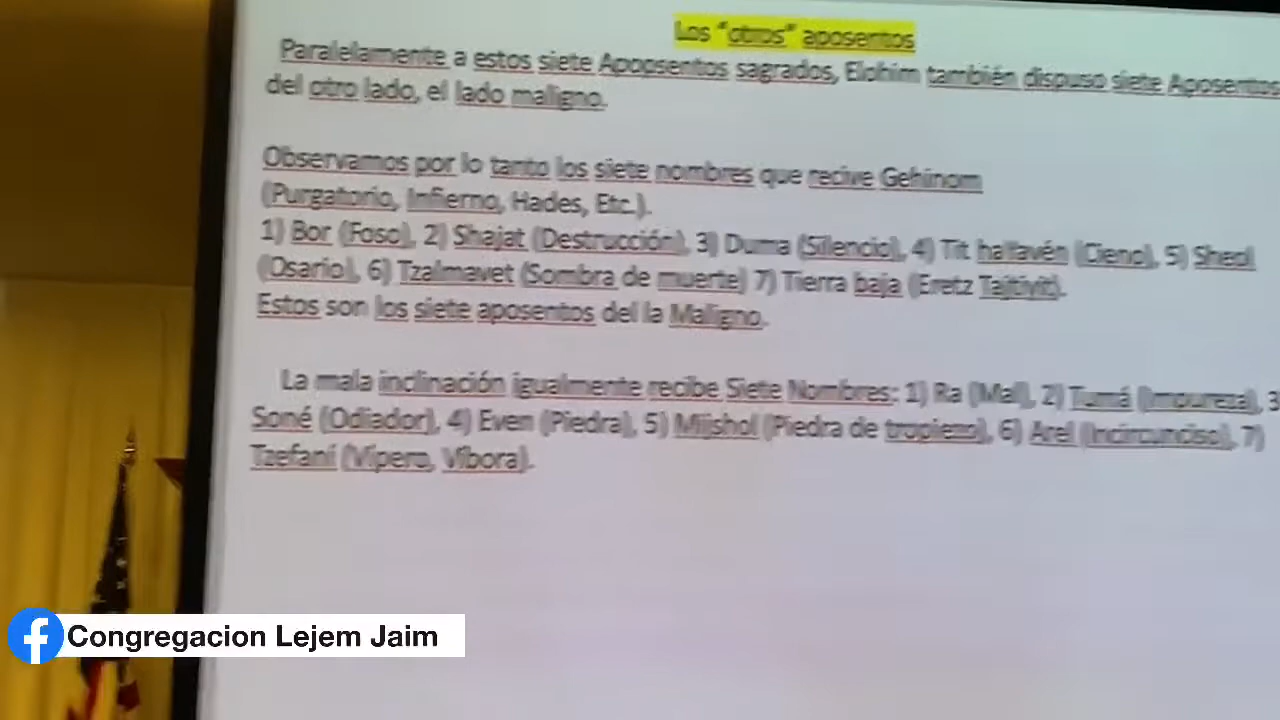 Los "otros" aposentos
Paralelamente a estos siete Apopsentos sagrados, Elohim también dispuso siete Aposentos
del otro lado, el lado maligno.
Observamos por lo tanto los siete nombres que recive Gehinom
(Purgatorio, Infierno, Hades, Etc.).
1) Bor (Foso), 2) Shajat (Destrucción), 3) Duma (Silencio), 4) Tit haYavén (Cieno), 5) Sheol
(Osario), 6) Tzalmavet (Sombra de muerte) 7) Tierra baja (Eretz Tajtivit).
Estos son los siete aposentos del la Maligno.
La mala inclinación igualmente recibe Siete Nombres: 1) Ra (Mal), 2) Tumá (Impureza), 3
Soné (Odiador), 4) Even (Piedra), 5) Mijshol (Piedra de tropiezo), 6) Arel (Incircunciso), 7)
Tzefaní (Vipero, Víbora).
Congregacion Lejem Jaim